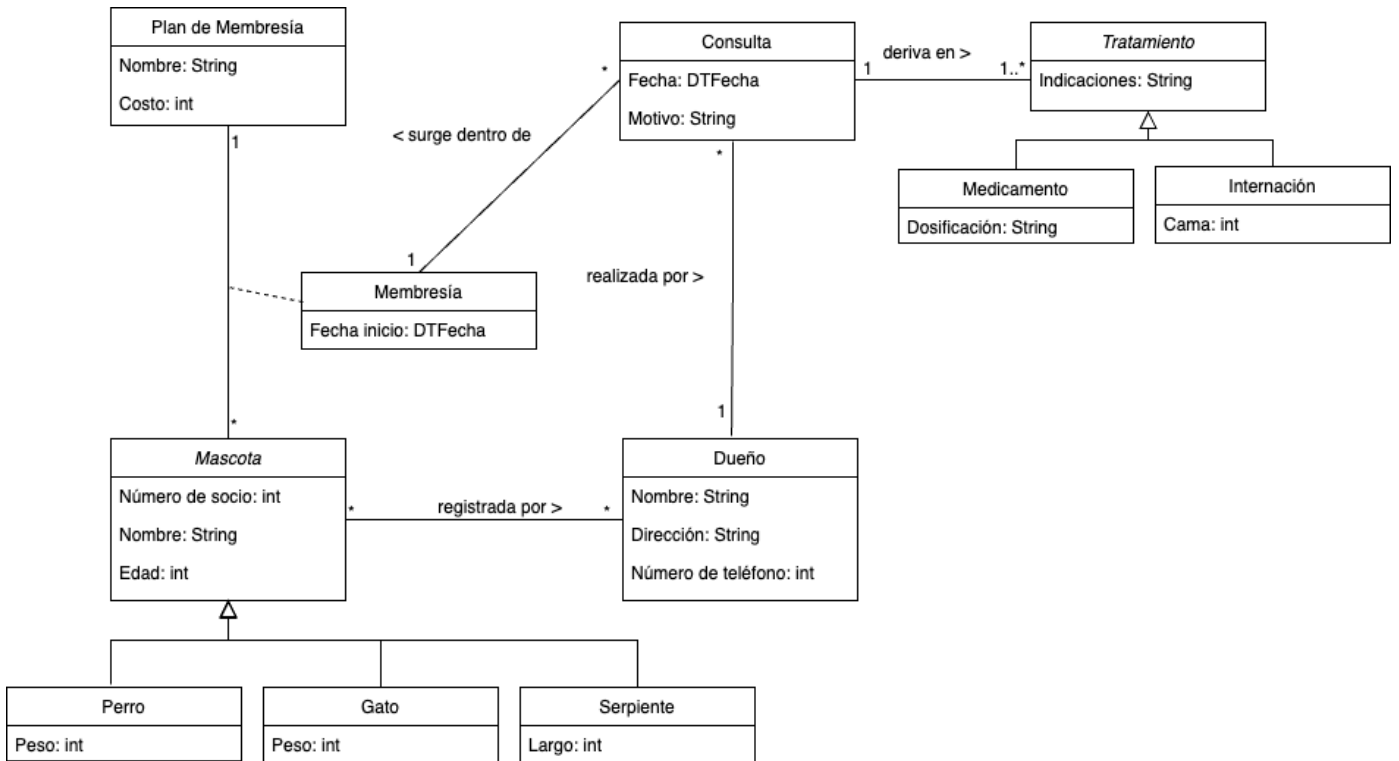 Plan de Membresía
Nombre: String
Costo: int
1
*
Consulta
Fecha: DTFecha
Motivo: String
*
1
deriva en >
1..*
Tratamiento
Indicaciones: String
Medicamento
Dosificación: String
Internación
Cama: int
< surge dentro de
1
Membresía
Fecha inicio: DTFecha
realizada por >
1
*
Mascota
Número de socio: int
Nombre: String
Edad: int
*
registrada por >
*
Dueño
Nombre: String
Dirección: String
Número de teléfono: int
Perro
Peso: int
Gato
Peso: int
Serpiente
Largo: int